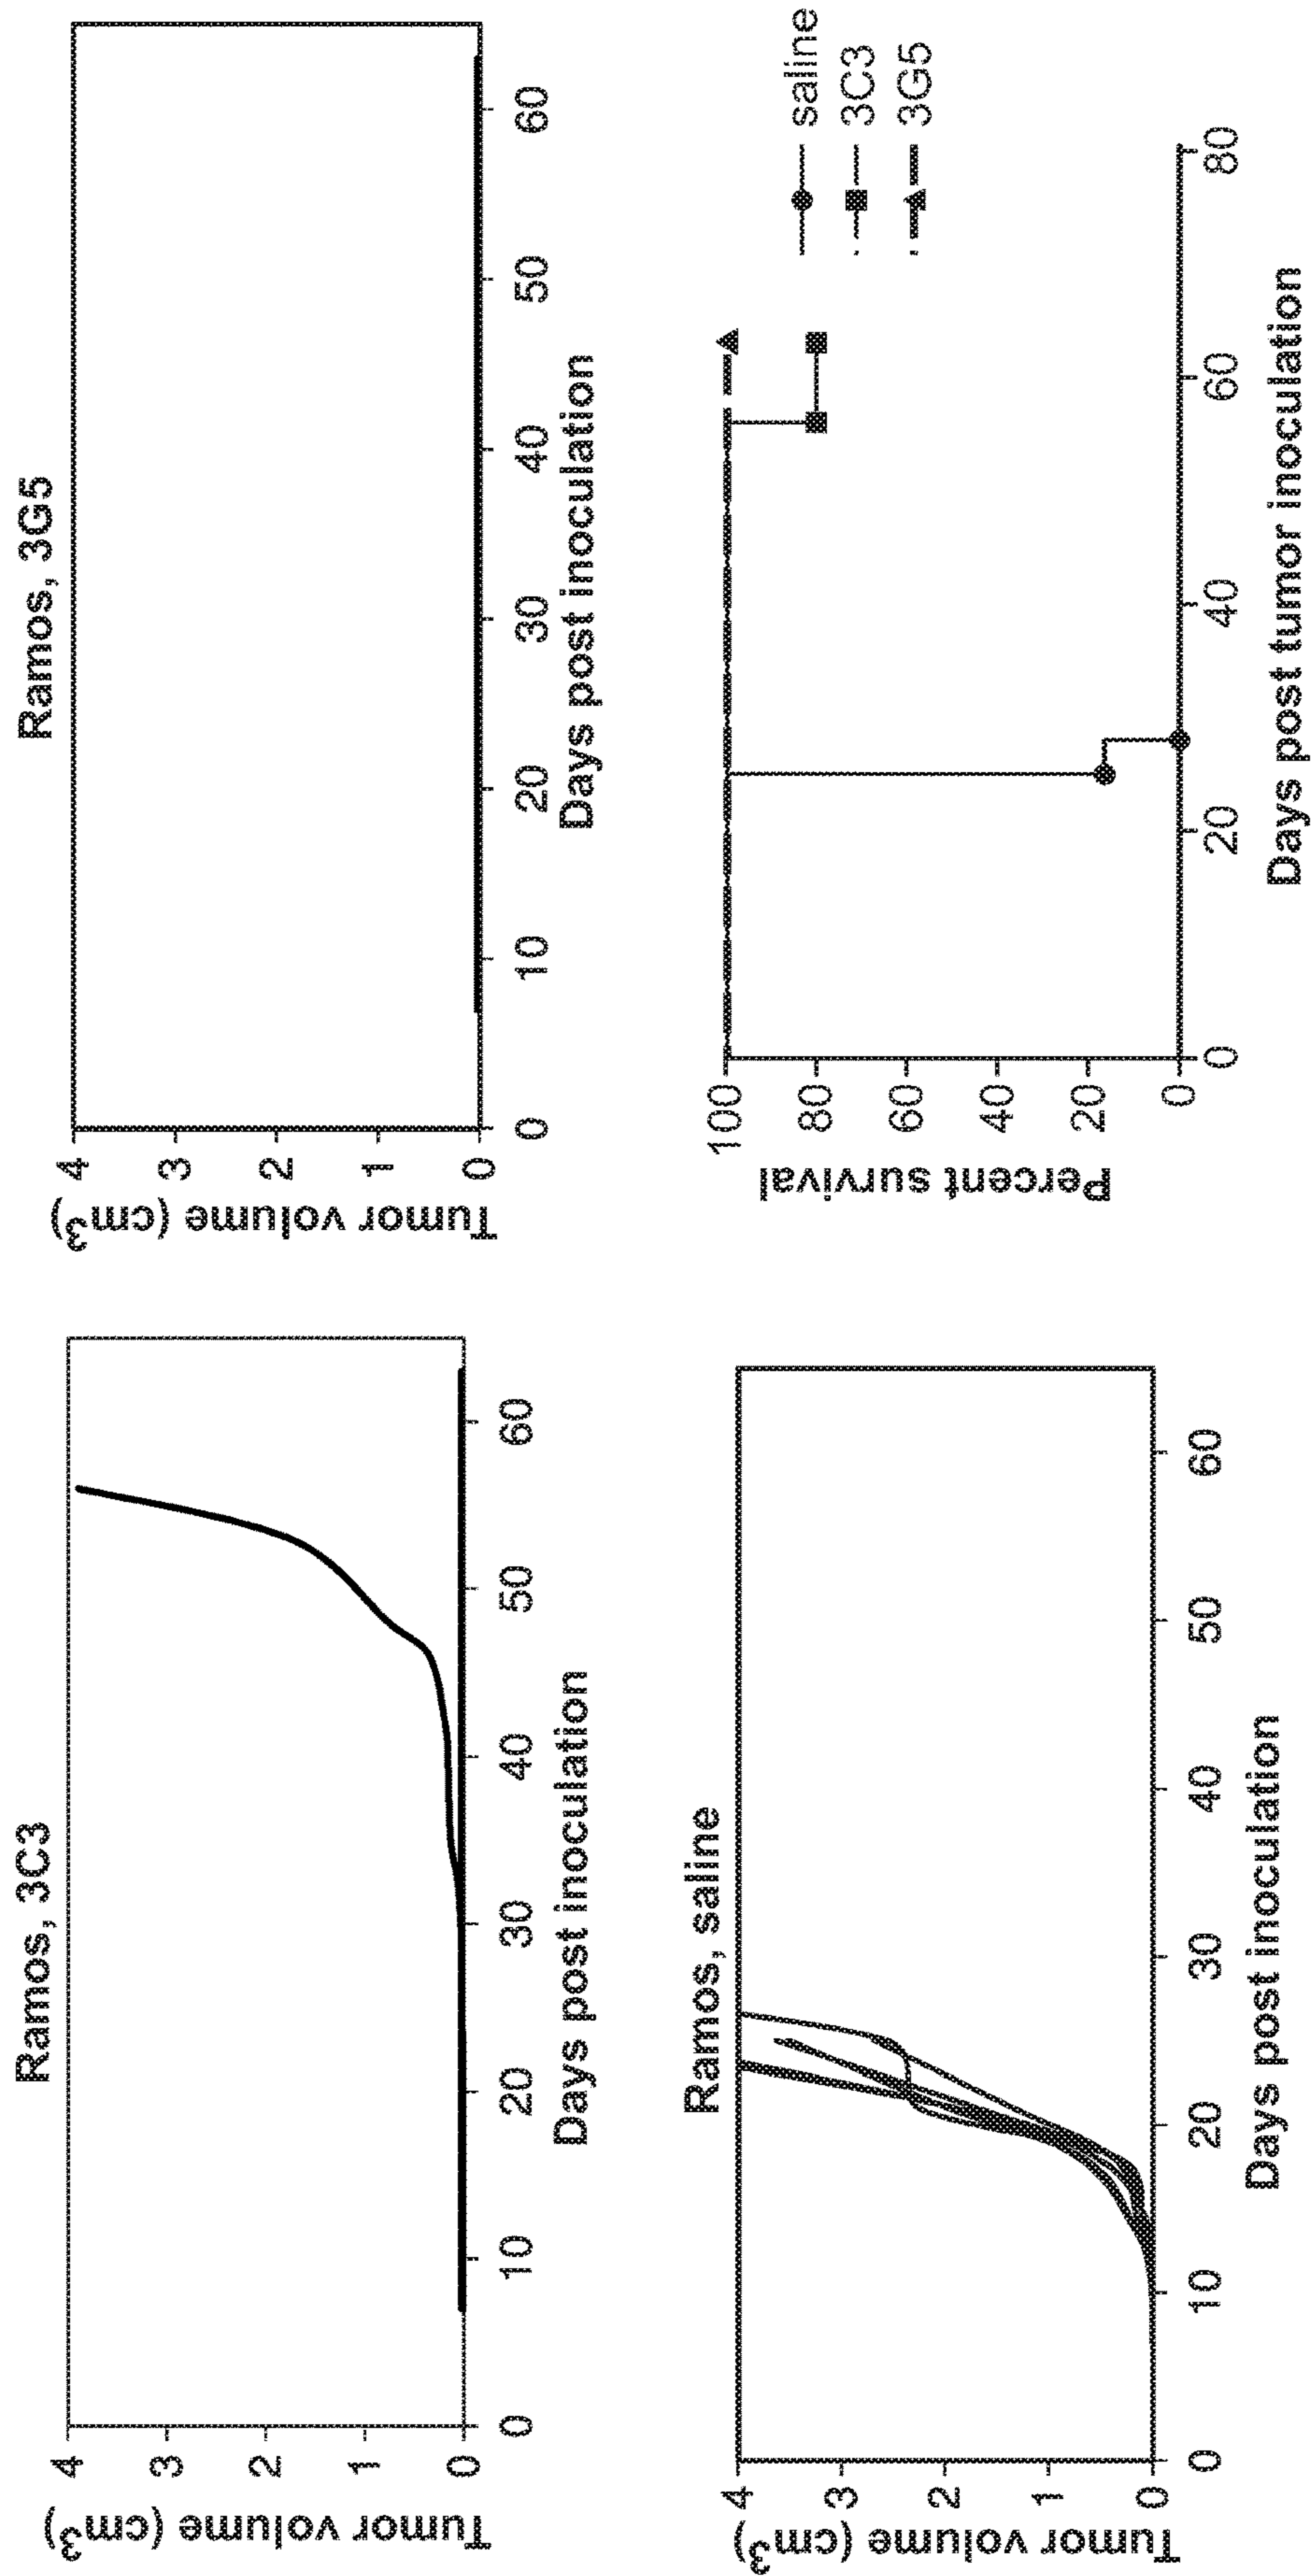 Ramos, 3C3
Tumor volume (cm3)
4
3
2
1
0
0 10 20 30 40 50 60
Days post inoculation
Ramos, 3G5
Tumor volume (cm3)
4
3
2
1
0
0 10 20 30 40 50 60
Days post inoculation
Ramos, saline
Tumor volume (cm3)
4
3
2
1
0
0 10 20 30 40 50 60
Days post inoculation
Percent survival
100
80
60
40
20
0
0 20 40 60 80
Days post tumor inoculation
saline
3C3
3G5